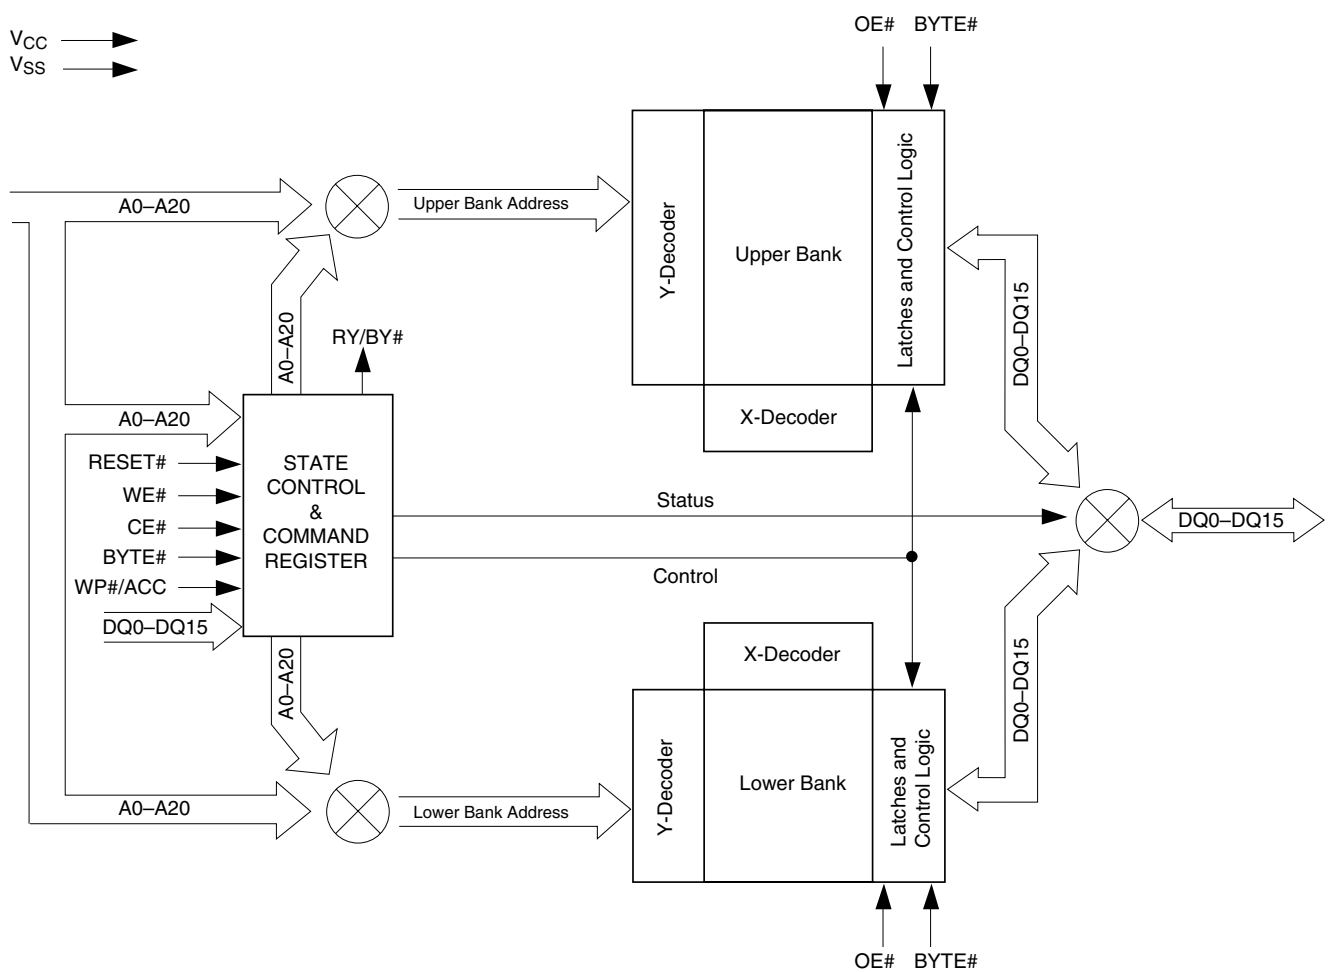 OE# BYTE#
VCC
VSS
A0–A20
Upper Bank Address
Y-Decoder
Upper Bank
Latches and Control Logic
DQ0–DQ15
A0–A20
RY/BY#
X-Decoder
A0–A20
RESET#
WE#
CE#
BYTE#
WP#/ACC
DQ0–DQ15
STATE
CONTROL
&
COMMAND
REGISTER
Status
Control
DQ0–DQ15
A0–A20
X-Decoder
DQ0–DQ15
Y-Decoder
Lower Bank
Latches and
Control Logic
A0–A20
Lower Bank Address
OE# BYTE#